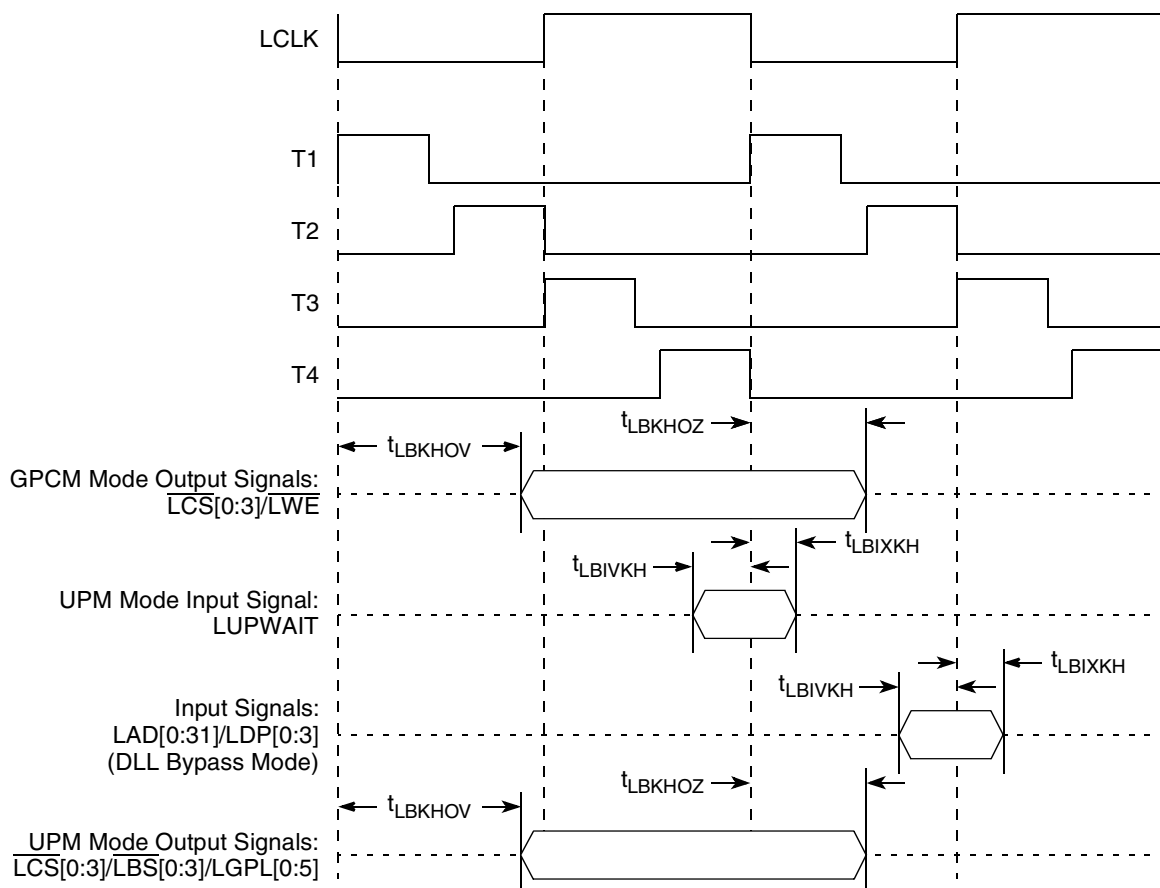 LCLK
T1
T2
T3
T4
tLBKHOZ
tLBKHOV
GPCM Mode Output Signals:
LCS[0:3]/LWE
tLBIXKH
tLBIVKH
UPM Mode Input Signal:
LUPWAIT
tLBIXKH
tLBIVKH
Input Signals:
LAD[0:31]/LDP[0:3]
(DLL Bypass Mode)
tLBKHOZ
tLBKHOV
UPM Mode Output Signals:
LCS[0:3]/LBS[0:3]/LGPL[0:5]